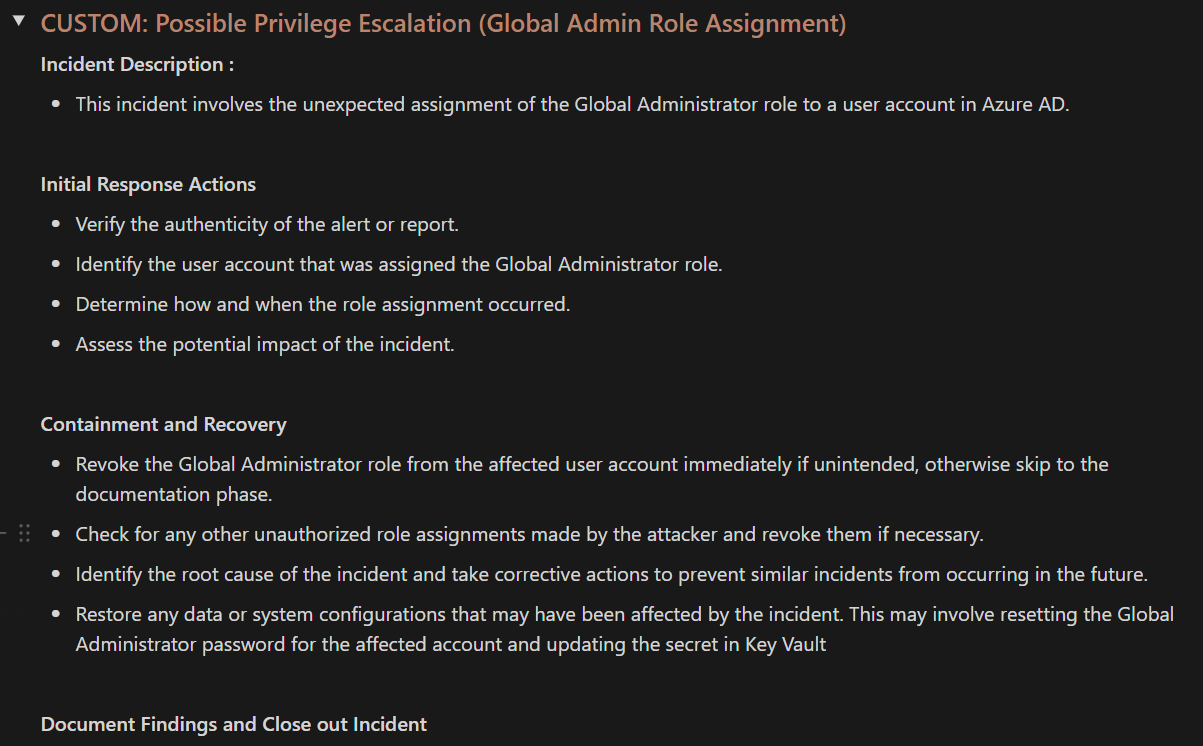 CUSTOM: Possible Privilege Escalation (Global Admin Role Assignment)
Incident Description :
• This incident involves the unexpected assignment of the Global Administrator role to a user account in Azure AD.
Initial Response Actions
• Verify the authenticity of the alert or report.
• Identify the user account that was assigned the Global Administrator role.
• Determine how and when the role assignment occurred.
• Assess the potential impact of the incident.
Containment and Recovery
• Revoke the Global Administrator role from the affected user account immediately if unintended, otherwise skip to the
documentation phase.
• Check for any other unauthorized role assignments made by the attacker and revoke them if necessary.
• Identify the root cause of the incident and take corrective actions to prevent similar incidents from occurring in the future.
• Restore any data or system configurations that may have been affected by the incident. This may involve resetting the Global
Administrator password for the affected account and updating the secret in Key Vault
Document Findings and Close out Incident